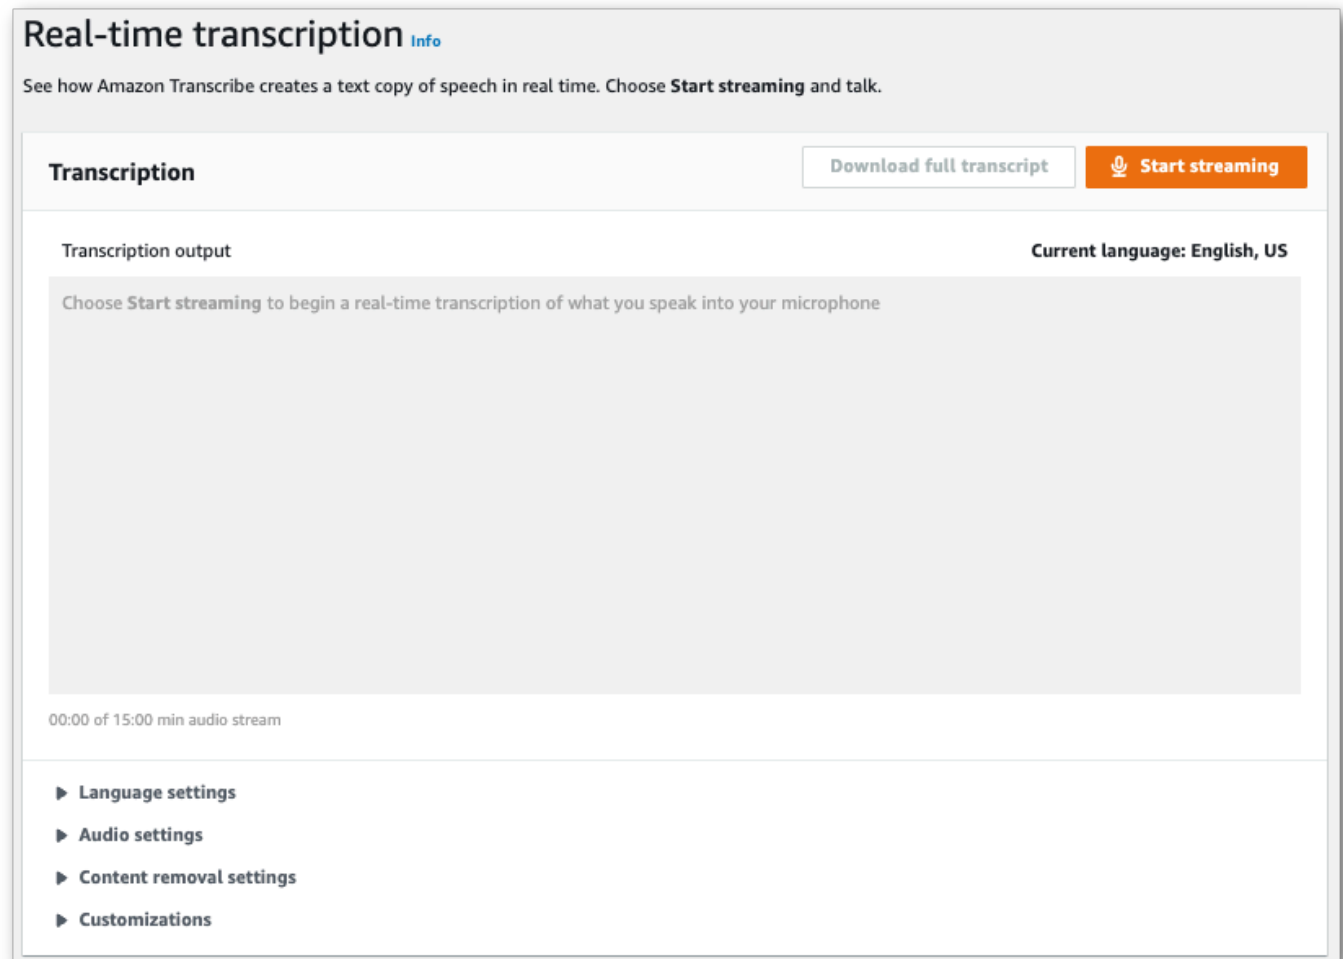 Real-time transcription Info
See how Amazon Transcribe creates a text copy of speech in real time. Choose Start streaming and talk.
Transcription
Download full transcript
Start streaming
Transcription output
Current language: English, US
Choose Start streaming to begin a real-time transcription of what you speak into your microphone
00:00 of 15:00 min audio stream
Language settings
Audio settings
Content removal settings
Customizations